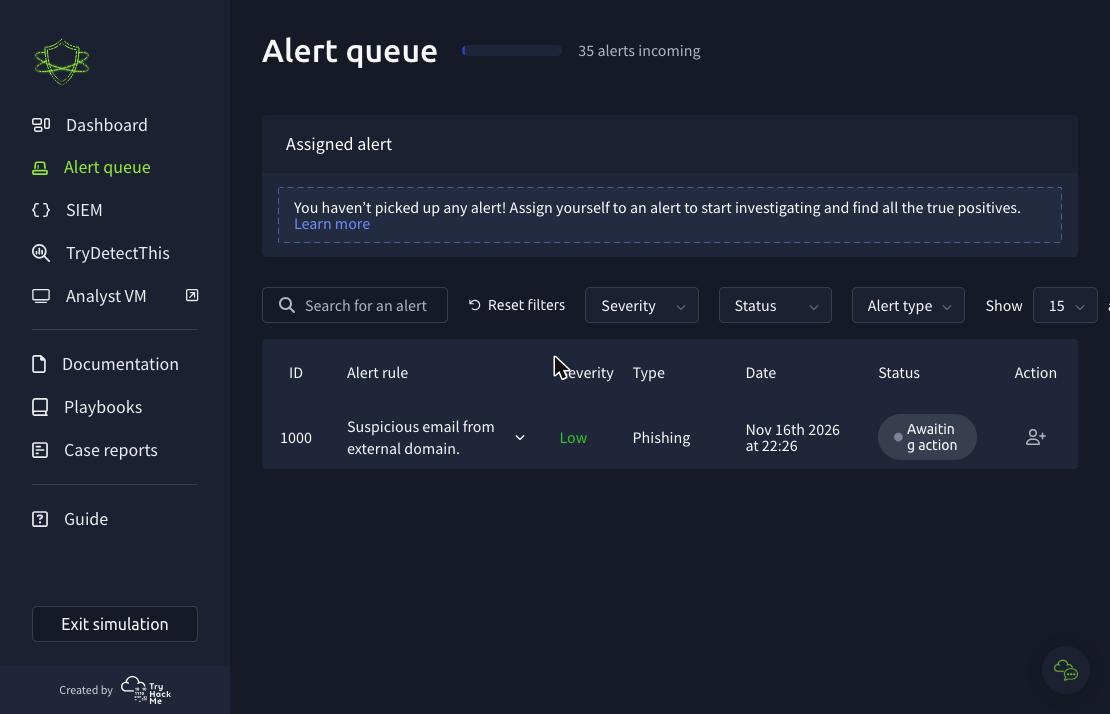 Alert queue
35 alerts incoming
Dashboard
Alert queue
SIEM
TryDetectThis
Analyst VM
Documentation
Playbooks
Case reports
Guide
Exit simulation
Created by
Try
Hack
Me
Assigned alert
You haven't picked up any alert! Assign yourself to an alert to start investigating and find all the true positives.
Learn more
Search for an alert
Reset filters
Severity
Status
Alert type
Show
15
ID
Alert rule
Type
Date
Status
Action
1000
Suspicious email from
external domain.
Low
Phishing
Nov 16th 2026
at 22:26
Awaitin
g action